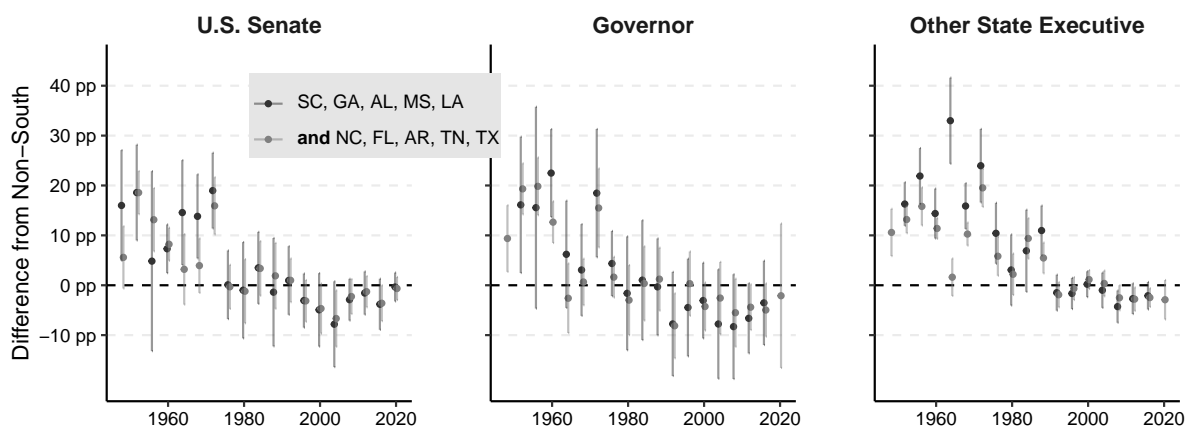 U.S. Senate Governor Other State Executive
Difference from Non−South
40 pp
30 pp
20 pp
10 pp
0 pp
−10 pp
SC, GA, AL, MS, LA
and NC, FL, AR, TN, TX
1960 1980 2000 2020 1960 1980 2000 2020 1960 1980 2000 2020